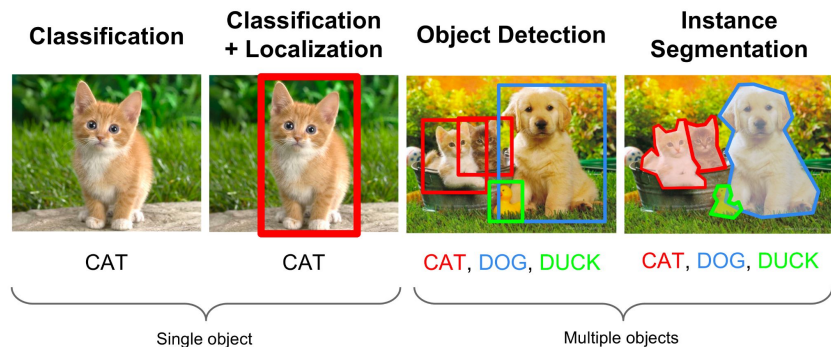 Classification
Classification
+ Localization
Object Detection
Instance
Segmentation
CAT
CAT
CAT, DOG, DUCK
CAT, DOG, DUCK
Single object
Multiple objects